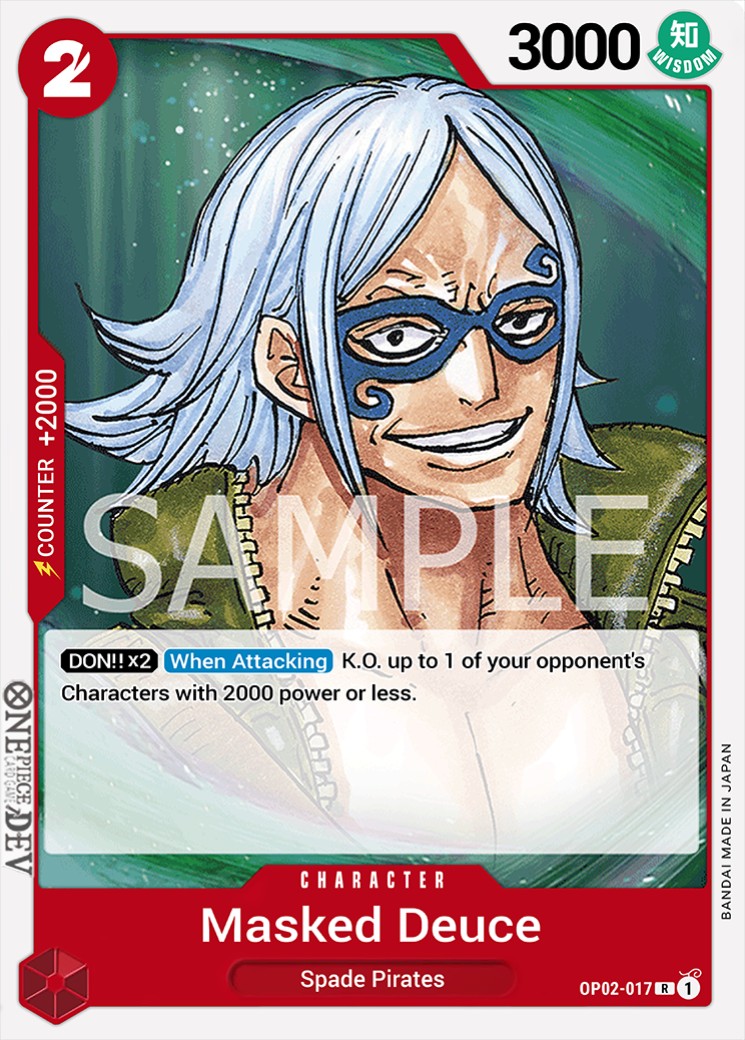 2
3000
知
WISDOM
COUNTER +2000
SAMPLE
DON!! x2 When Attacking K.O. up to 1 of your opponent's
Characters with 2000 power or less.
ONE PIECE
CARD GAME
DEV
BANDAI MADE IN JAPAN
CHARACTER
Masked Deuce
Spade Pirates
OP02-017 R 1